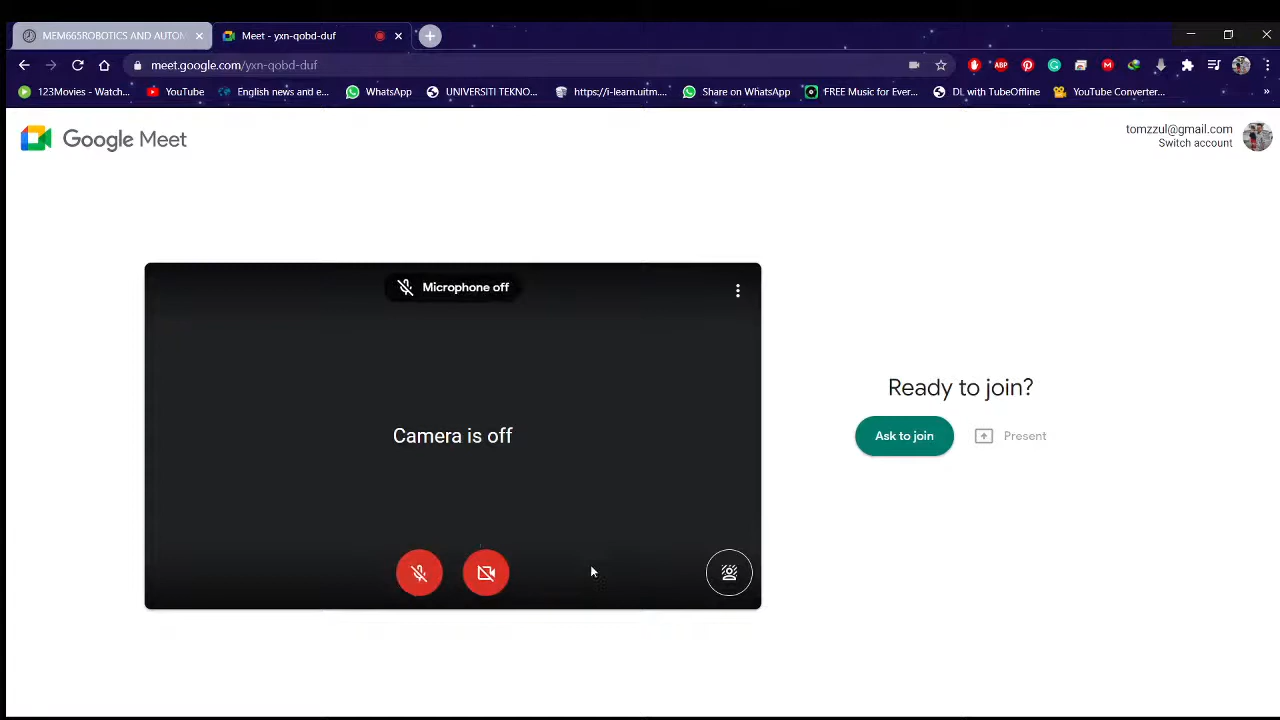 MEM665ROBOTICS AND AUTOM
Meet - yxn-qobd-duf
meet.google.com/yxn-qobd-duf
ABP
123Movies - Watch...
YouTube
English news and e...
WhatsApp
UNIVERSITI TEKNO...
https://i-learn.uitm....
Share on WhatsApp
FREE Music for Ever...
DL with TubeOffline
YouTube Converter...
»
Google Meet
tomzzul@gmail.com
Switch account
Microphone off
Camera is off
Ready to join?
Ask to join
Present